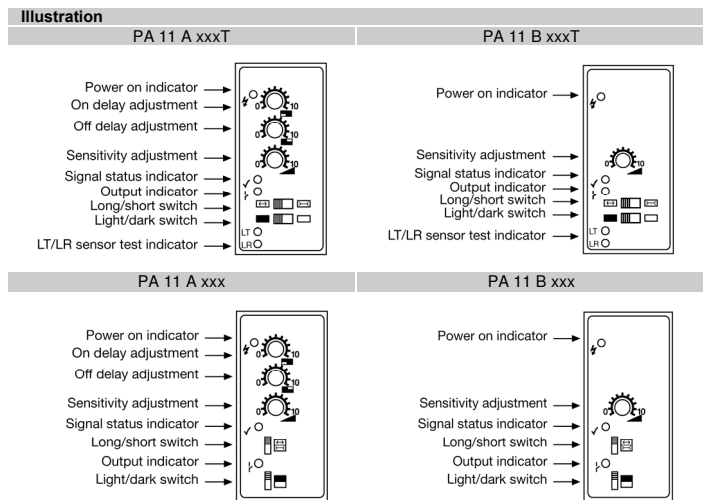 Illustration
PA 11 A xxxT
Power on indicator
On delay adjustment
0 10
Off delay adjustment
0 10
Sensitivity adjustment
0 10
Signal status indicator
Output indicator
Long/short switch
Light/dark switch
LT
LT/LR sensor test indicator
LR
PA 11 B xxxT
Power on indicator
Sensitivity adjustment
0 10
Signal status indicator
Output indicator
Long/short switch
Light/dark switch
LT
LT/LR sensor test indicator
LR
PA 11 A xxx
Power on indicator
On delay adjustment
0 10
Off delay adjustment
0 10
Sensitivity adjustment
0 10
Signal status indicator
Long/short switch
Output indicator
Light/dark switch
PA 11 B xxx
Power on indicator
Sensitivity adjustment
0 10
Signal status indicator
Long/short switch
Output indicator
Light/dark switch